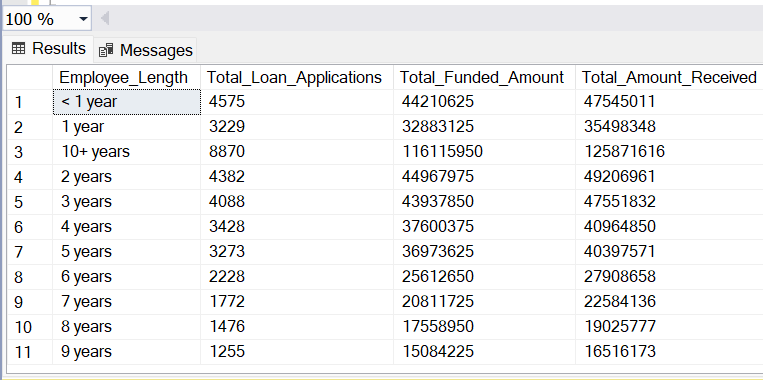 100 %
Results Messages
Employee_Length Total_Loan_Applications Total_Funded_Amount Total_Amount_Received
1 < 1 year 4575 44210625 47545011
2 1 year 3229 32883125 35498348
3 10+ years 8870 116115950 125871616
4 2 years 4382 44967975 49206961
5 3 years 4088 43937850 47551832
6 4 years 3428 37600375 40964850
7 5 years 3273 36973625 40397571
8 6 years 2228 25612650 27908658
9 7 years 1772 20811725 22584136
10 8 years 1476 17558950 19025777
11 9 years 1255 15084225 16516173